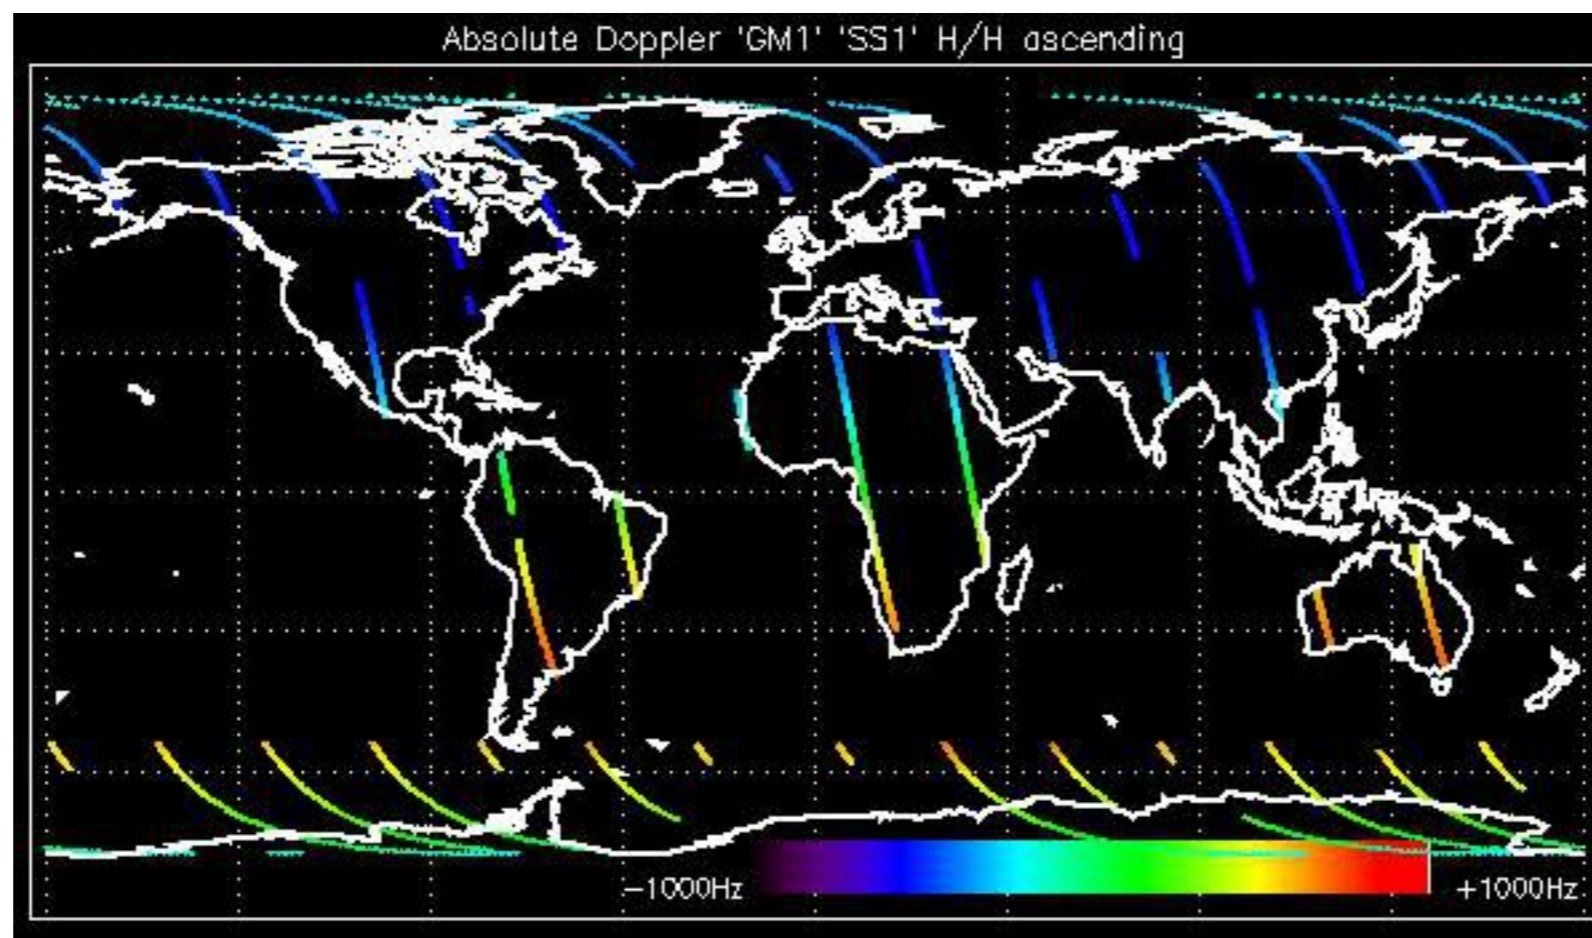 Absolute Doppler 'GM1' 'SS1' H/H ascending
-1000Hz +1000Hz